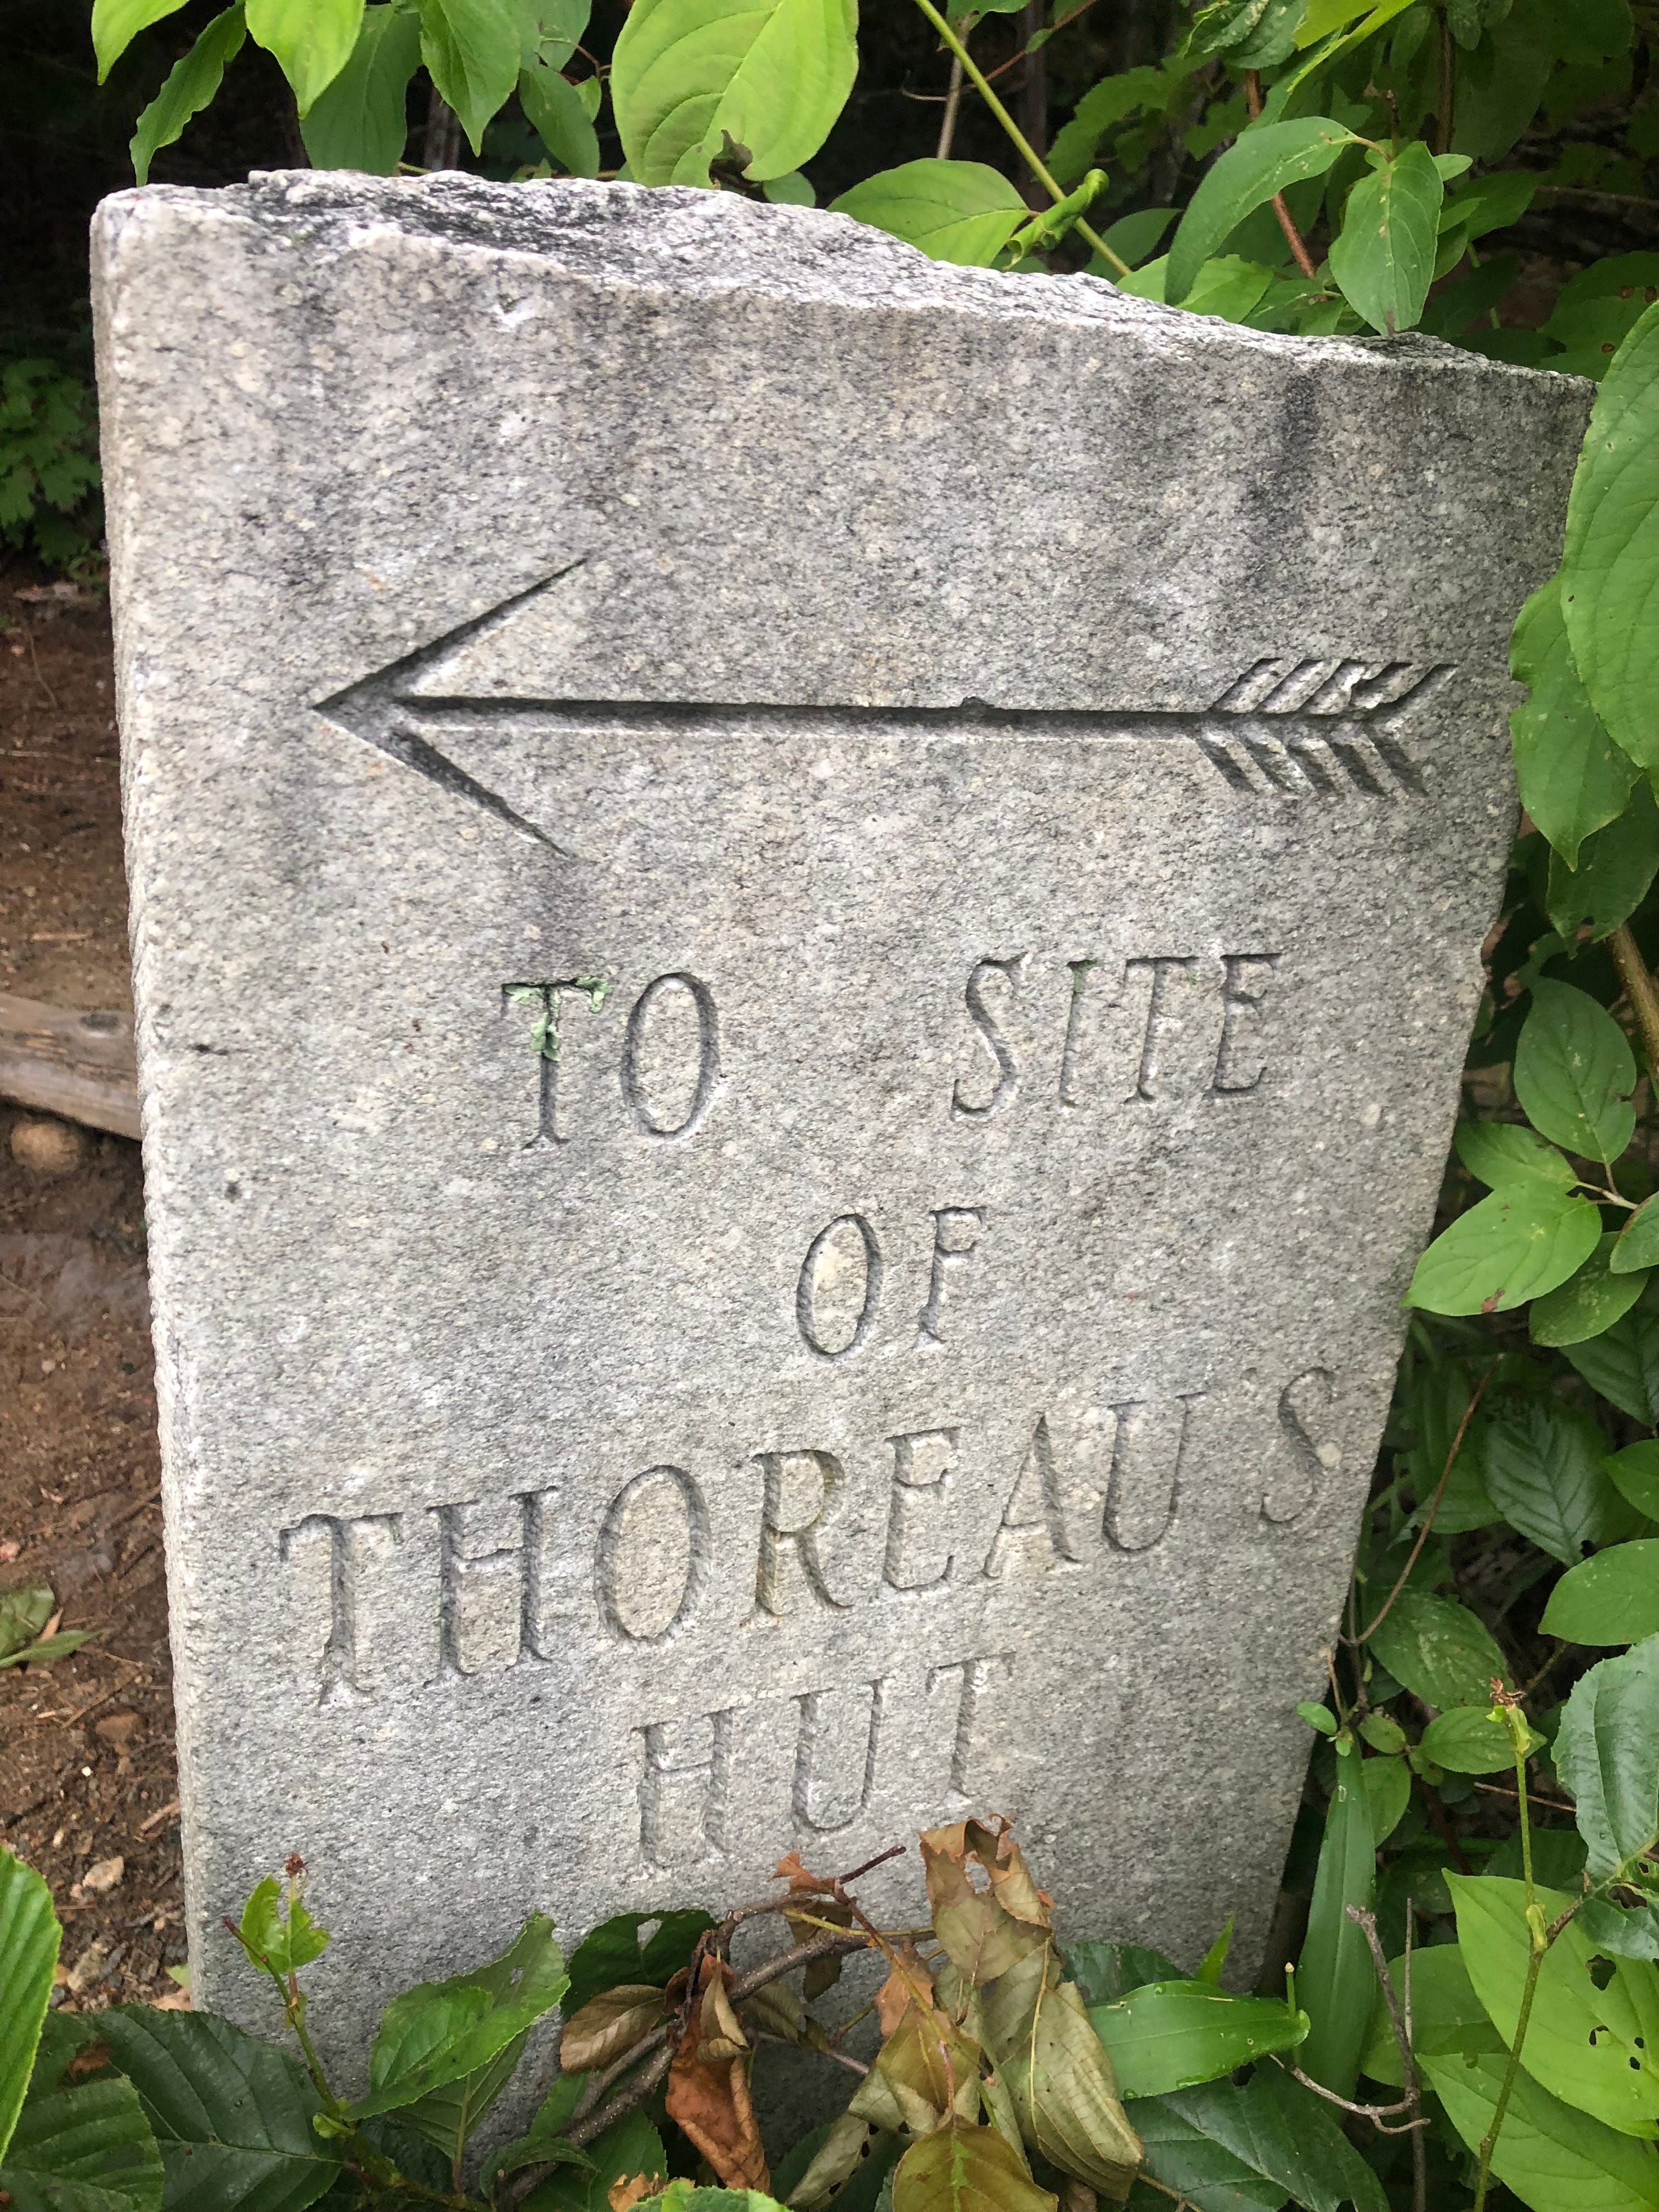 TO SITE
OF
THOREAU'S
HUT